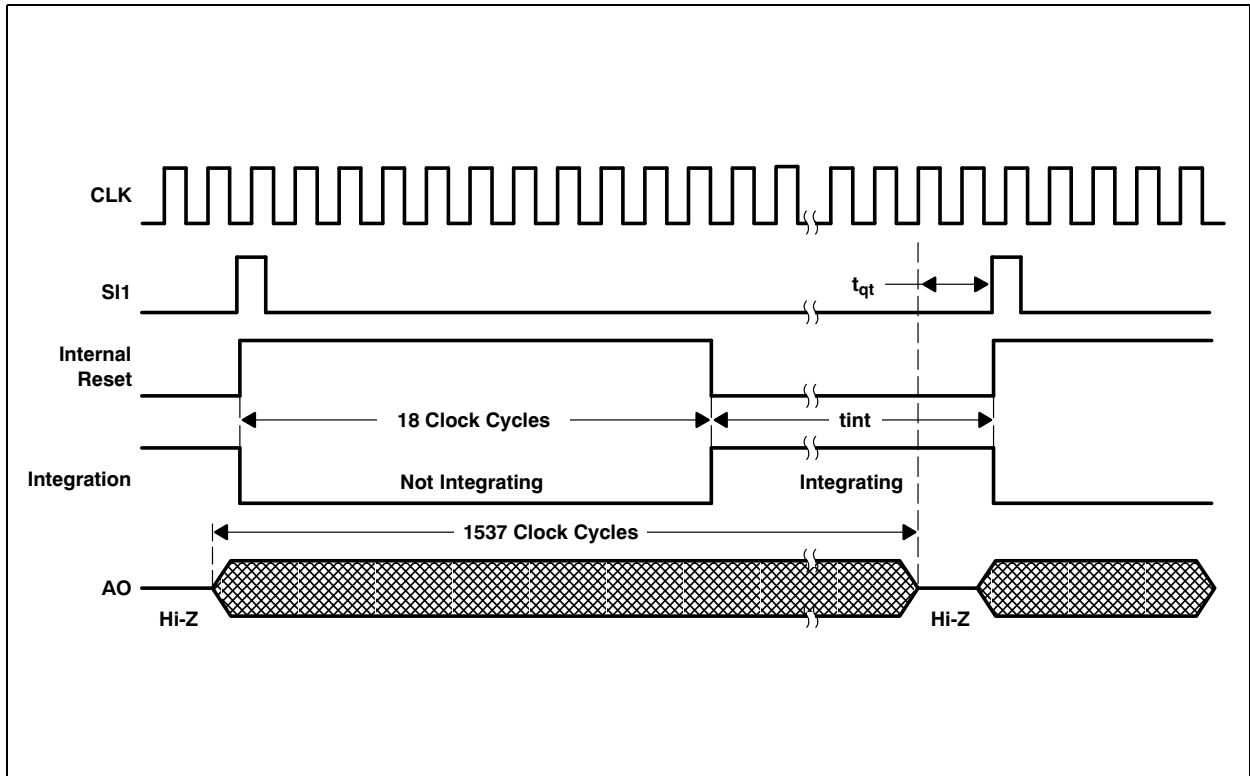 CLK
SI1
tqt
Internal
Reset
18 Clock Cycles
tint
Integration
Not Integrating
Integrating
1537 Clock Cycles
AO
Hi-Z
Hi-Z